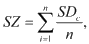 $SZ = \sum_{i=1}^{n} \frac{SD_c}{n},$